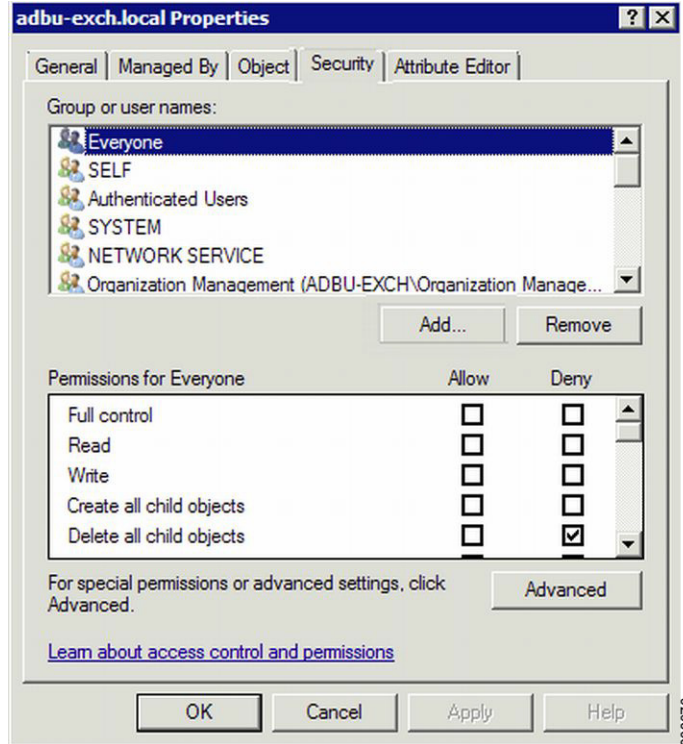 adbu-exch.local Properties
General Managed By Object Security Attribute Editor
Group or user names:
Everyone
SELF
Authenticated Users
SYSTEM
NETWORK SERVICE
Organization Management (ADBU-EXCH\Organization Manage...
Add... Remove
Permissions for Everyone Allow Deny
Full control
Read
Write
Create all child objects
Delete all child objects
For special permissions or advanced settings, click
Advanced.
Advanced
Learn about access control and permissions
OK Cancel Apply Help